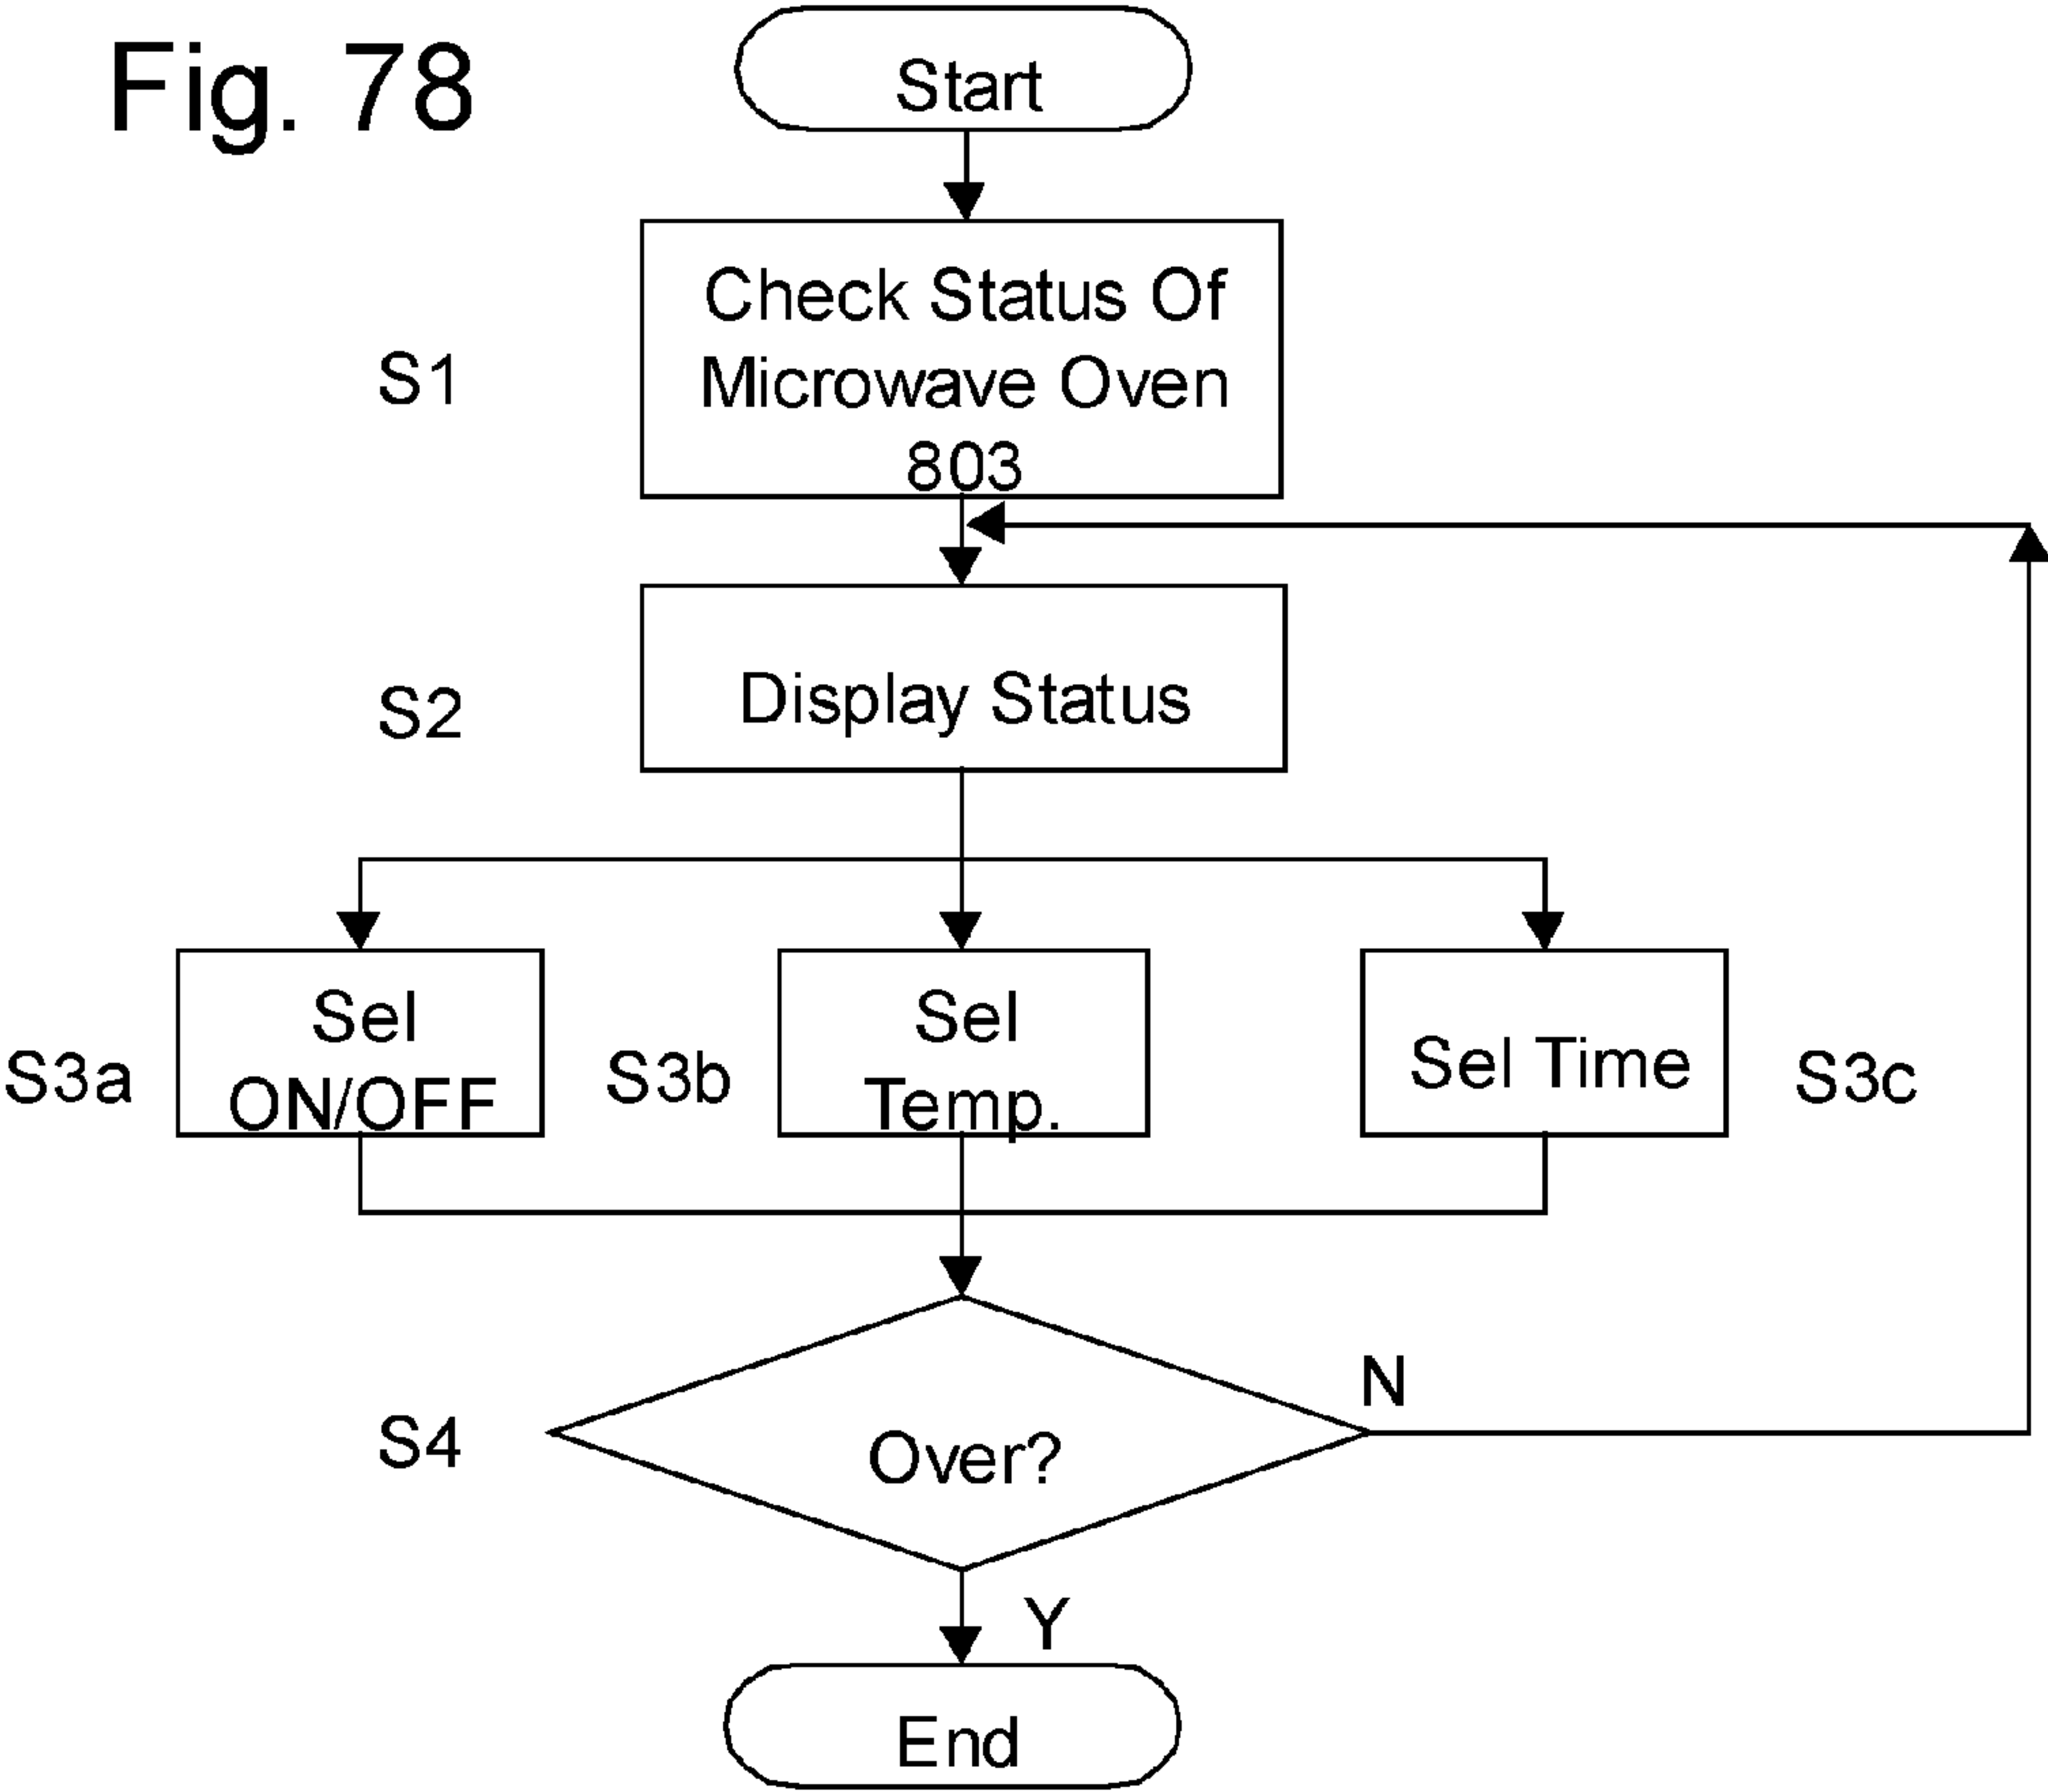 Fig. 78
Start
S1
Check Status Of
Microwave Oven
803
S2
Display Status
S3a
Sel
ON/OFF
S3b
Sel
Temp.
Sel Time
S3c
S4
Over?
N
Y
End